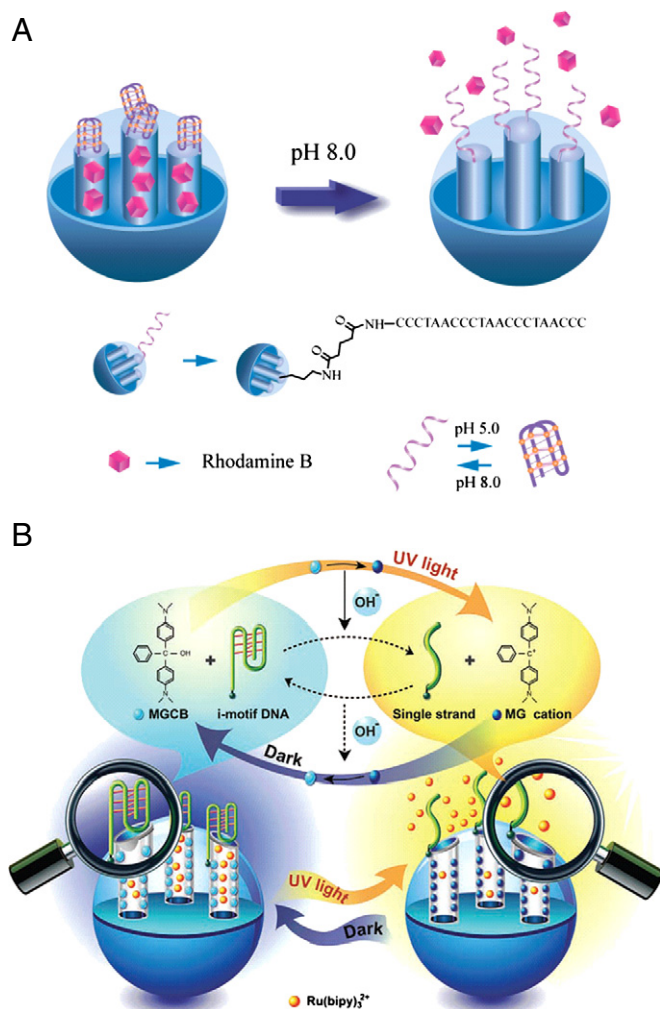 A
pH 8.0
O
NH—CCCTAACCCTAACCCTAACCC
O
NH
Rhodamine B
pH 5.0
pH 8.0
B
UV light
OH⁻
N
N
C—OH
+
+
C⁺
N
N
MGCB
i-motif DNA
Single strand
MG cation
OH⁻
Dark
UV light
Dark
Ru(bipy)₃²⁺